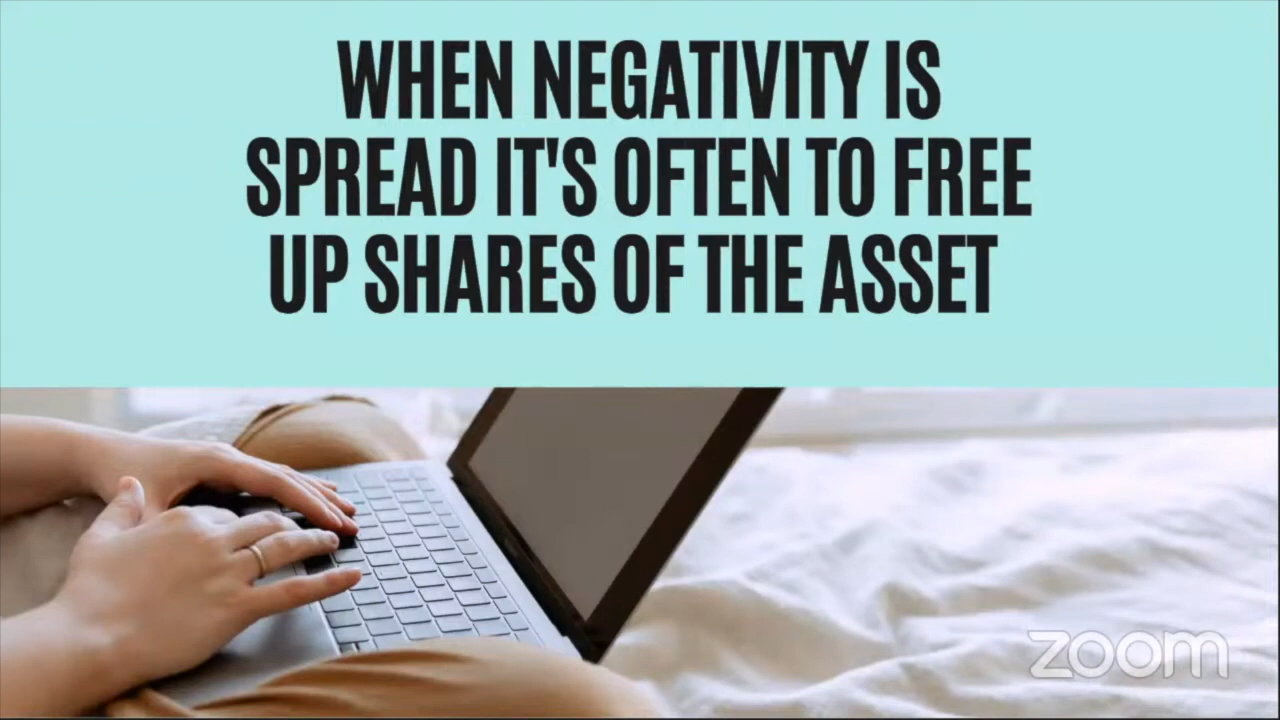 WHEN NEGATIVITY IS
SPREAD IT'S OFTEN TO FREE
UP SHARES OF THE ASSET
zoom